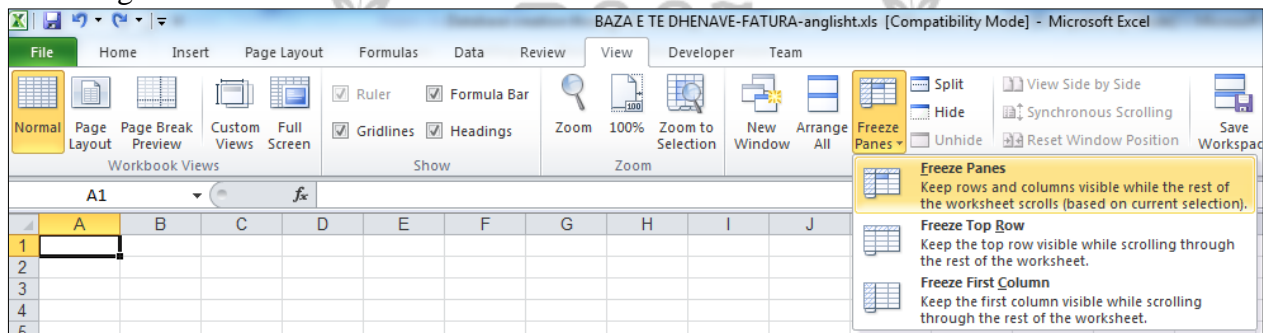 BAZA E TE DHENAVE-FATURA-anglisht.xls [Compatibility Mode] - Microsoft Excel
File Home Insert Page Layout Formulas Data Review View Developer Team
Normal Page Layout Page Break Preview Custom Views Full Screen
Workbook Views
Ruler Formula Bar
Gridlines Headings
Show
Zoom 100% Zoom to Selection
Zoom
New Window Arrange All Freeze Panes
Split
Hide
Unhide
View Side by Side
Synchronous Scrolling
Reset Window Position
Save
Workspac
Freeze Panes
Keep rows and columns visible while the rest of
the worksheet scrolls (based on current selection).
Freeze Top Row
Keep the top row visible while scrolling through
the rest of the worksheet.
Freeze First Column
Keep the first column visible while scrolling
through the rest of the worksheet.
A1 fx
A B C D E F G H I J
1
2
3
4
5